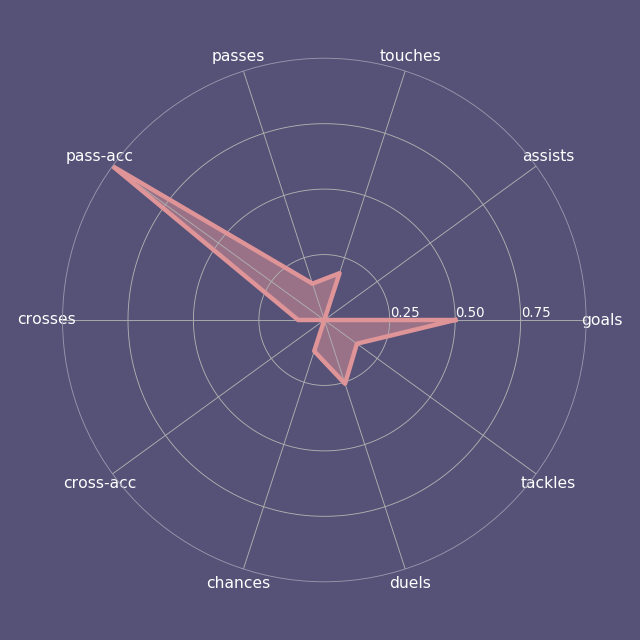 passes
touches
pass-acc
assists
0.25
0.50
0.75
crosses
goals
cross-acc
tackles
chances
duels